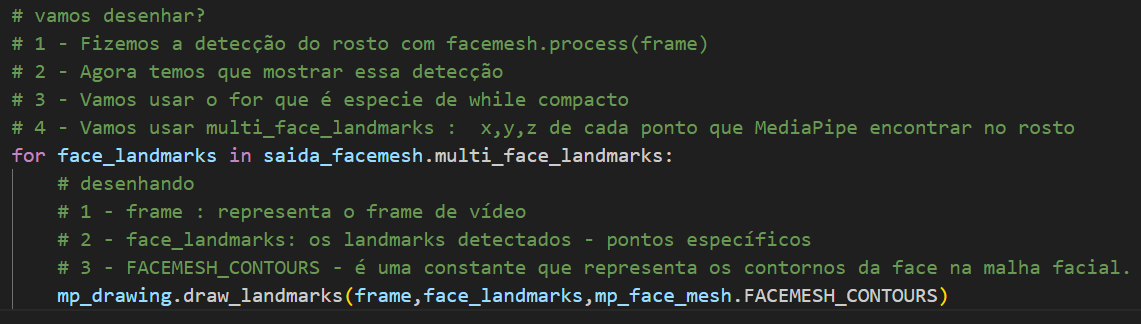 # vamos desenhar?
# 1 - Fizemos a detecção do rosto com facemesh.process(frame)
# 2 - Agora temos que mostrar essa detecção
# 3 - Vamos usar o for que é especie de while compacto
# 4 - Vamos usar multi_face_landmarks :  x,y,z de cada ponto que MediaPipe encontrar no rosto
for face_landmarks in saida_facemesh.multi_face_landmarks:
    # desenhando
    # 1 - frame : representa o frame de vídeo
    # 2 - face_landmarks: os landmarks detectados - pontos específicos
    # 3 - FACEMESH_CONTOURS - é uma constante que representa os contornos da face na malha facial.
    mp_drawing.draw_landmarks(frame,face_landmarks,mp_face_mesh.FACEMESH_CONTOURS)